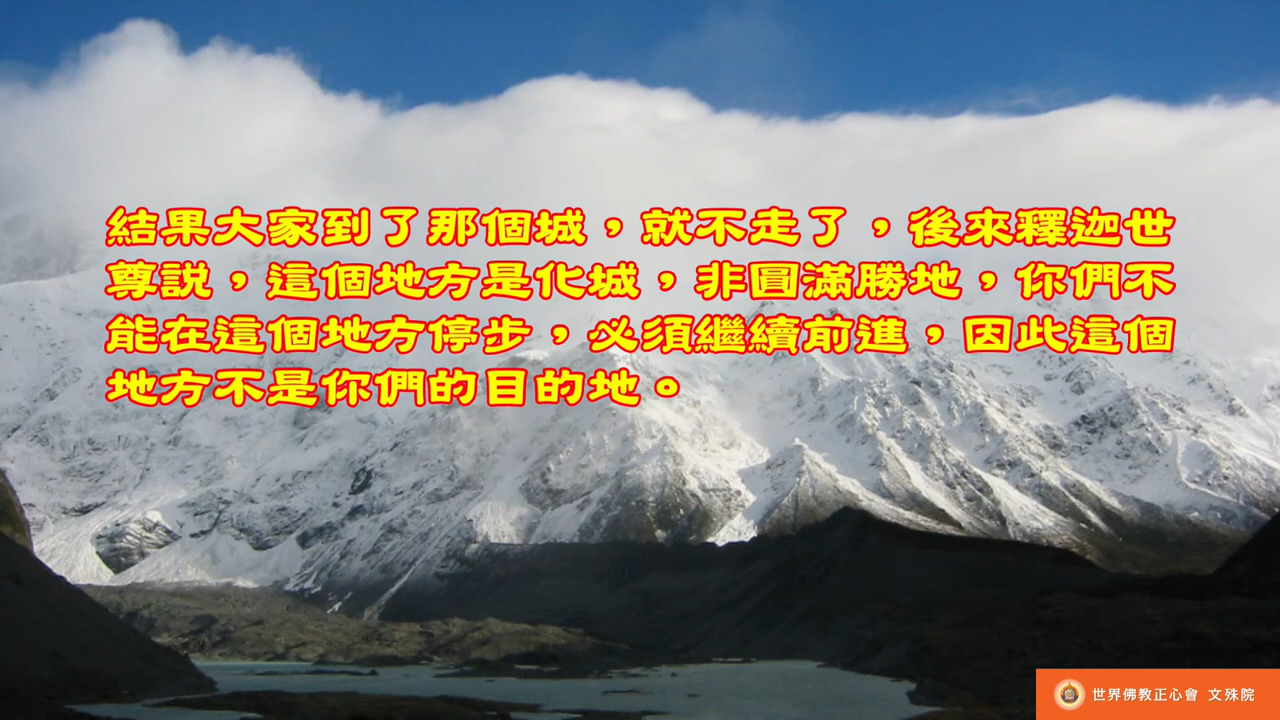 結果大家到了那個城，就不走了，後來釋迦世
尊説，這個地方是化城，非圓滿勝地，你們不
能在這個地方停步，必須繼續前進，因此這個
地方不是你們的目的地。
世界佛教正心會 文殊院